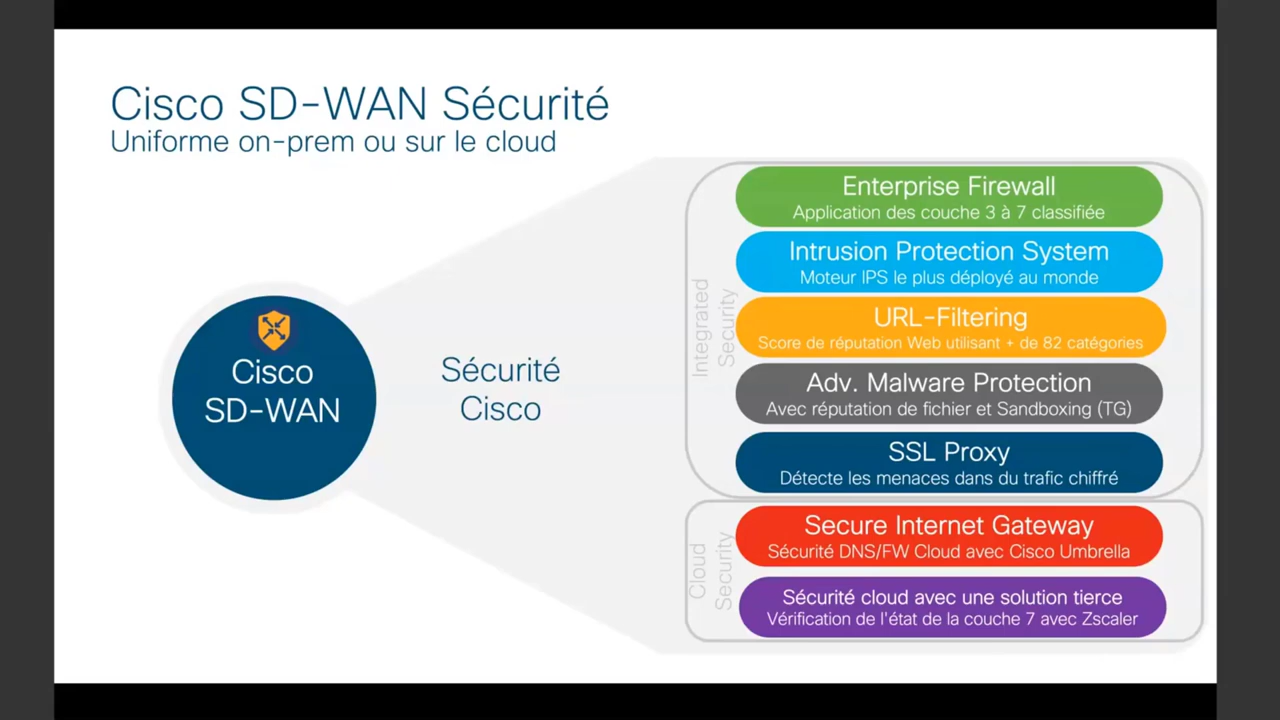 Cisco SD-WAN Sécurité
Uniforme on-prem ou sur le cloud
Cisco
SD-WAN
Sécurité
Cisco
Integrated
Security
Enterprise Firewall
Application des couche 3 à 7 classifiée
Intrusion Protection System
Moteur IPS le plus déployé au monde
URL-Filtering
Score de réputation Web utilisant + de 82 catégories
Adv. Malware Protection
Avec réputation de fichier et Sandboxing (TG)
SSL Proxy
Détecte les menaces dans du trafic chiffré
Cloud
Security
Secure Internet Gateway
Sécurité DNS/FW Cloud avec Cisco Umbrella
Sécurité cloud avec une solution tierce
Vérification de l'état de la couche 7 avec Zscaler